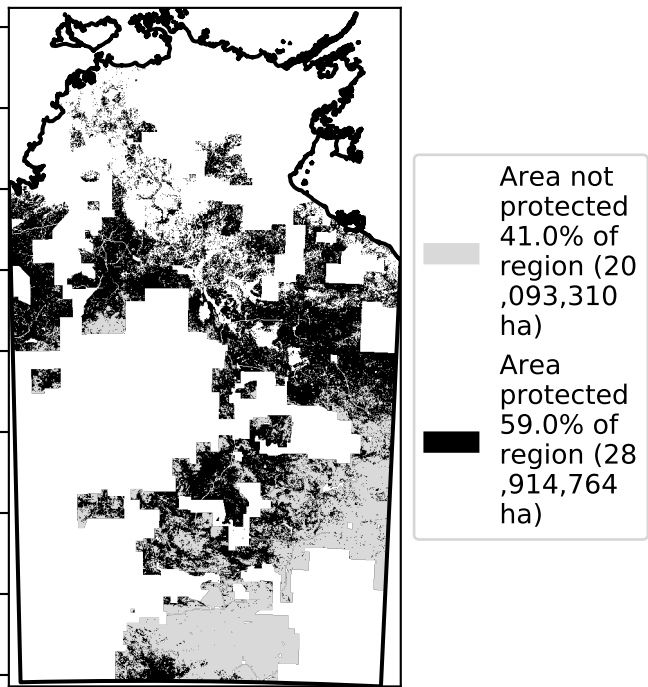 Area not
protected
41.0% of
region (20
,093,310
ha)
Area
protected
59.0% of
region (28
,914,764
ha)